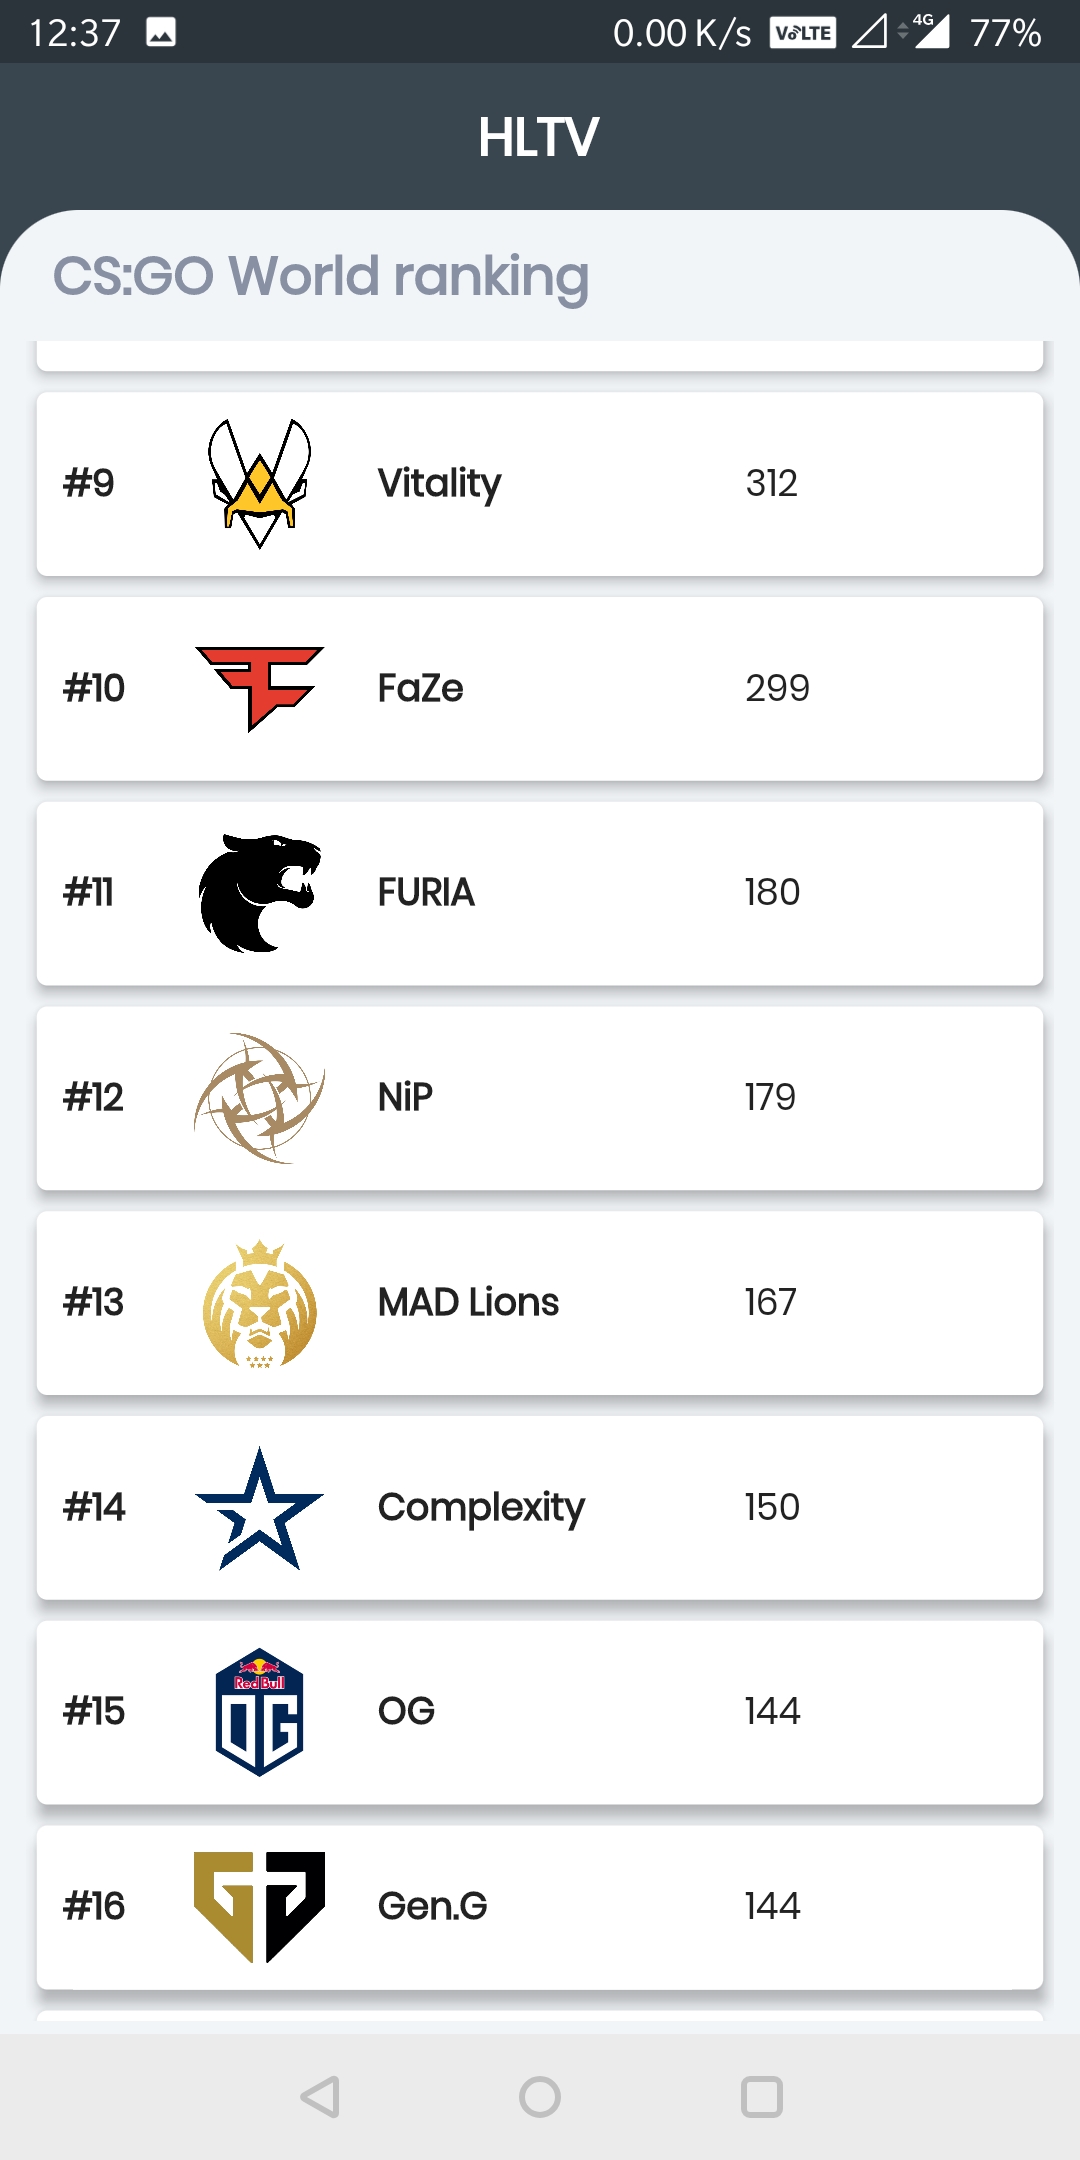 12:37 0.00 K/s VoLTE 4G 77%
HLTV
CS:GO World ranking
#9 Vitality 312
#10 FaZe 299
#11 FURIA 180
#12 NiP 179
#13 MAD Lions 167
#14 Complexity 150
#15 Red Bull OG OG 144
#16 Gen.G 144